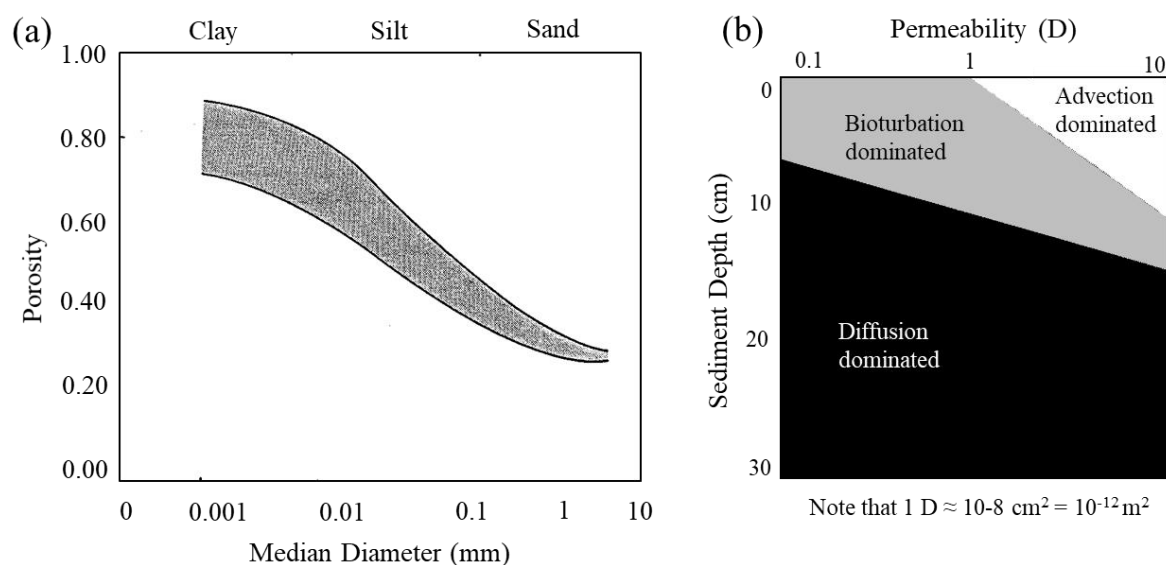 (a)
Clay Silt Sand
1.00
0.80
0.60
0.40
0.20
0.00
Porosity
0 0.001 0.01 0.1 1 10
Median Diameter (mm)
(b)
Permeability (D)
0.1 1 10
0
10
20
30
Sediment Depth (cm)
Advection
dominated
Bioturbation
dominated
Diffusion
dominated
Note that 1 D ≈ 10-8 cm² = 10⁻¹² m²